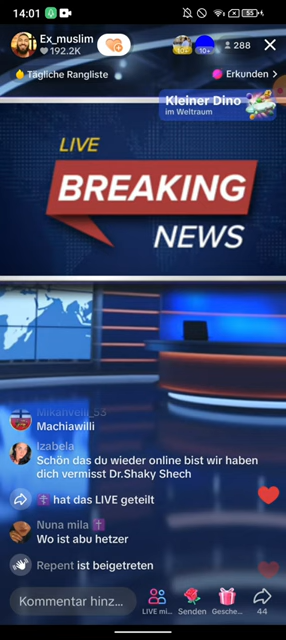 14:01
55
Ex_muslim
192.2K
10+
288
Tägliche Rangliste
Erkunden >
Kleiner Dino
im Weltraum
LIVE
BREAKING
NEWS
Machiawilli
Izabela
Schön das du wieder online bist wir haben
dich vermisst Dr.Shaky Shech
hat das LIVE geteilt
Nuna mila
Wo ist abu hetzer
Repent ist beigetreten
Kommentar hinz...
LIVE mi...
Senden
Gesche...
44